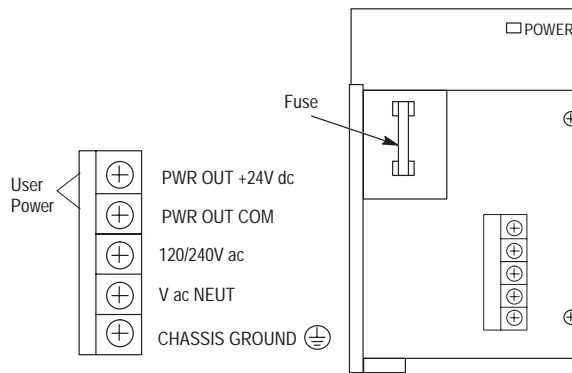 POWER
Fuse
User
Power
PWR OUT +24V dc
PWR OUT COM
120/240V ac
V ac NEUT
CHASSIS GROUND